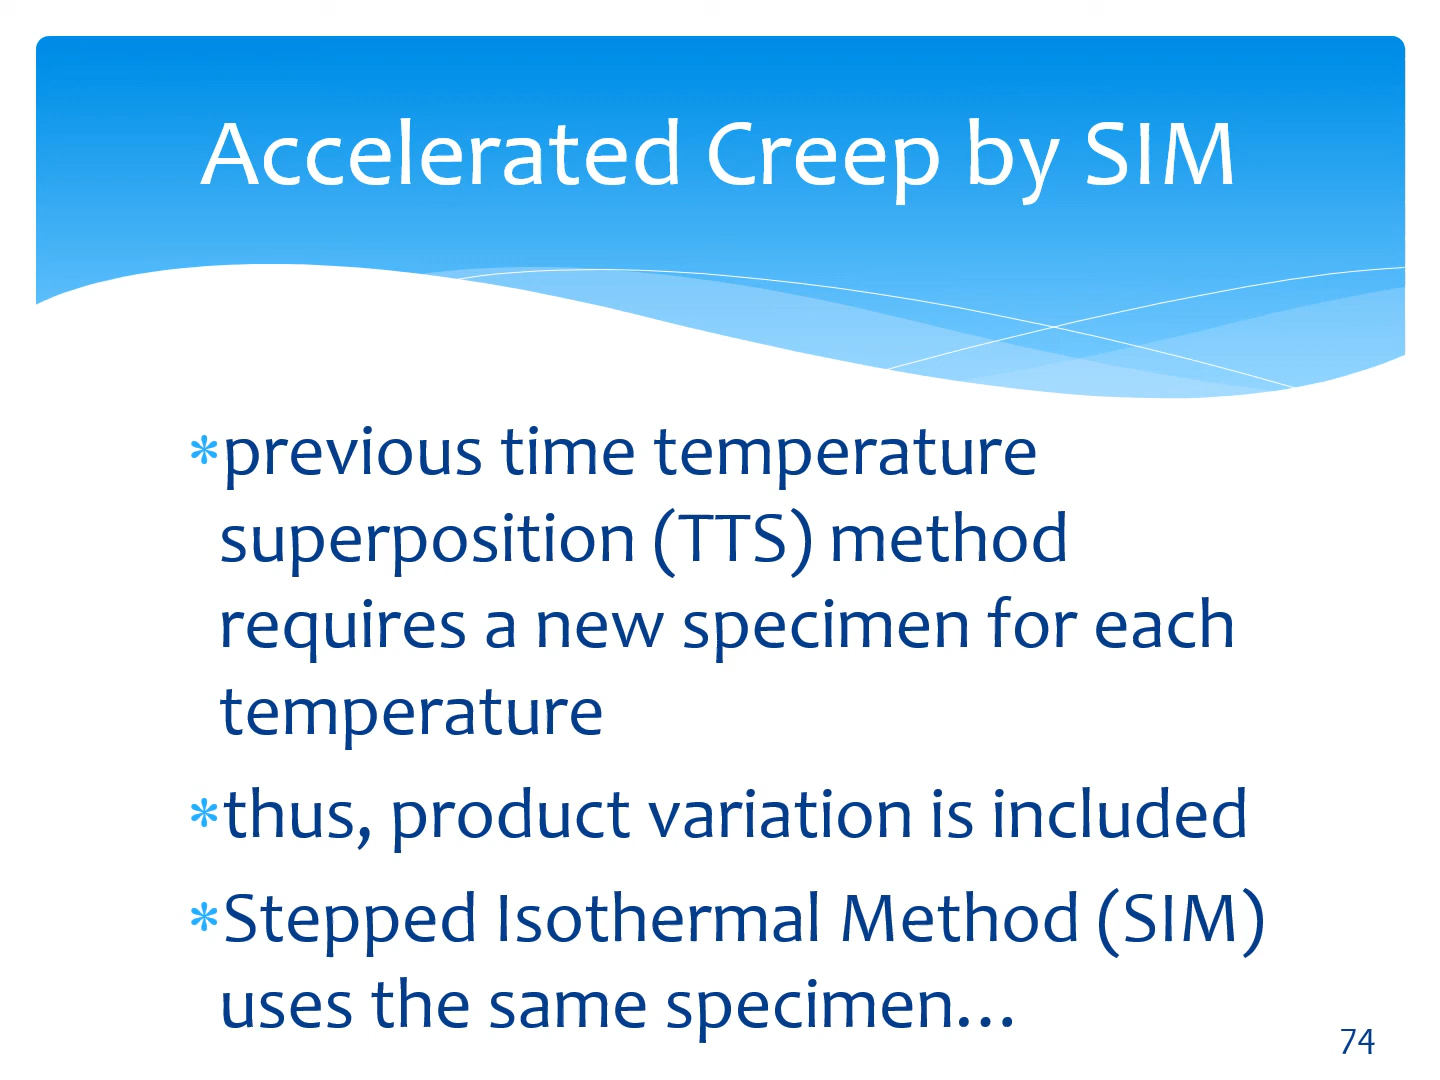 Accelerated Creep by SIM
*previous time temperature
superposition (TTS) method
requires a new specimen for each
temperature
*thus, product variation is included
*Stepped Isothermal Method (SIM)
uses the same specimen…
74